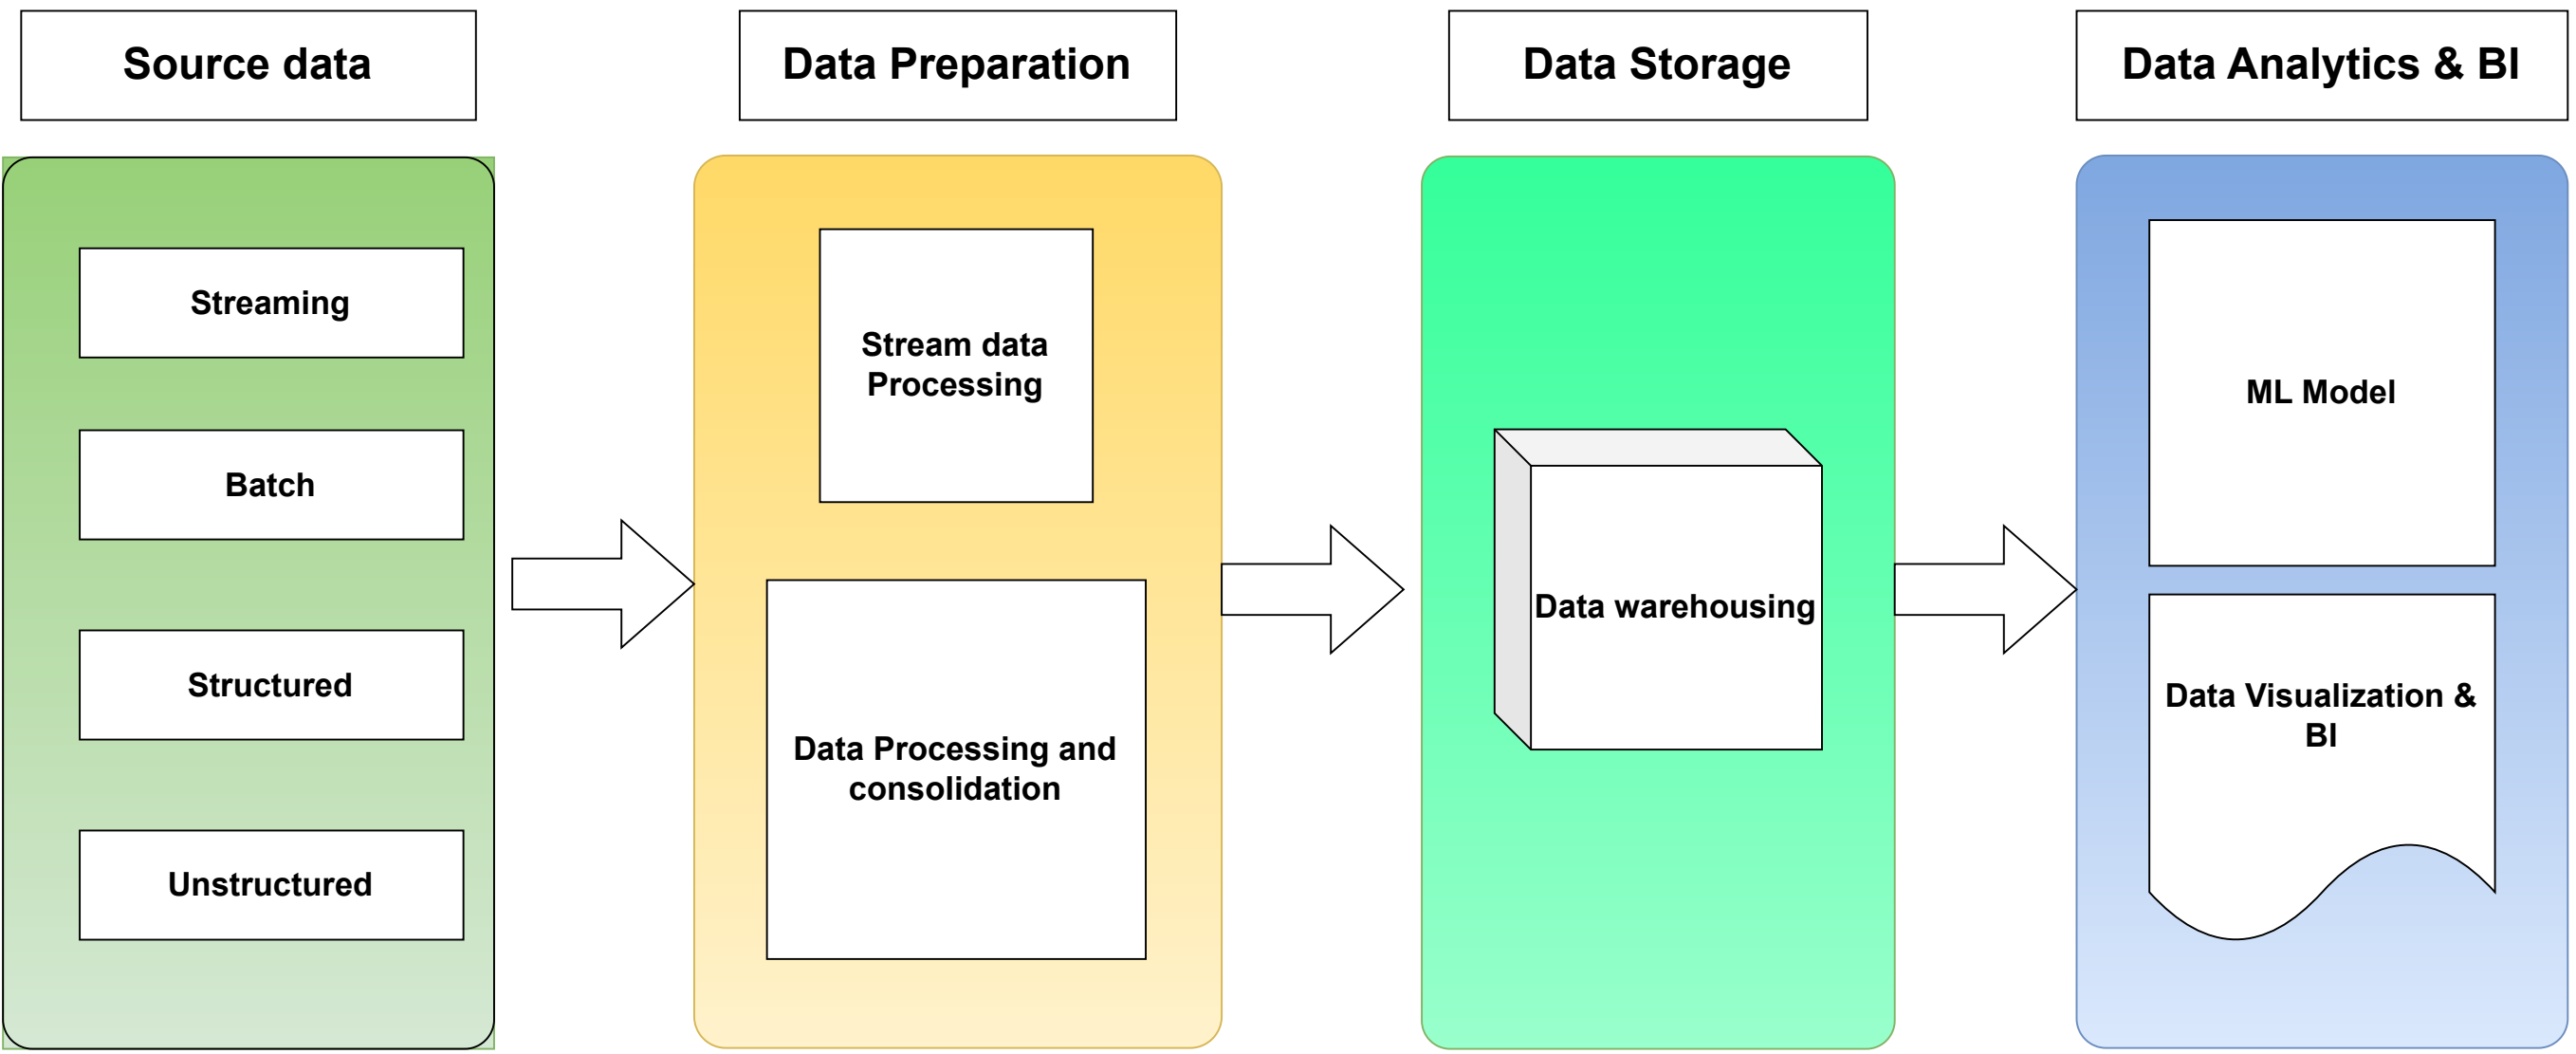 Source data
Data Preparation
Data Storage
Data Analytics & BI
Streaming
Batch
Structured
Unstructured
Stream data
Processing
Data Processing and
consolidation
Data warehousing
ML Model
Data Visualization &
BI